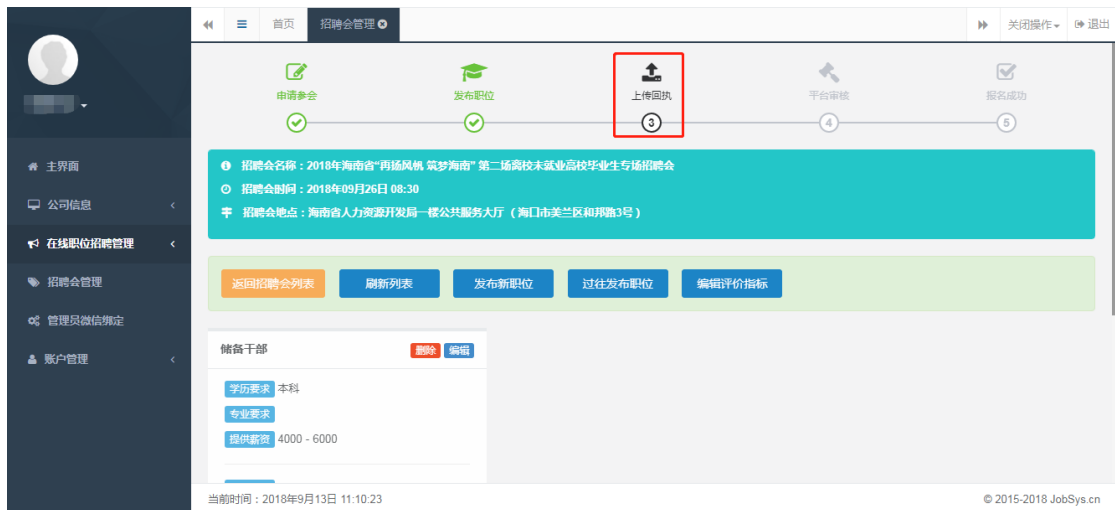 首页
招聘会管理
关闭操作
退出
申请参会
发布职位
上传回执
平台审核
报名成功
3
4
5
主界面
公司信息
在线职位招聘管理
招聘会管理
管理员微信绑定
账户管理
招聘会名称：2018年海南省“再扬风帆 筑梦海南” 第二场离校未就业高校毕业生专场招聘会
招聘会时间：2018年09月26日 08:30
招聘会地点：海南省人力资源开发局一楼公共服务大厅（海口市美兰区和邦路3号）
返回招聘会列表
刷新列表
发布新职位
过往发布职位
编辑评价指标
储备干部
删除
编辑
学历要求 本科
专业要求
提供薪资 4000 - 6000
当前时间：2018年9月13日 11:10:23
© 2015-2018 JobSys.cn